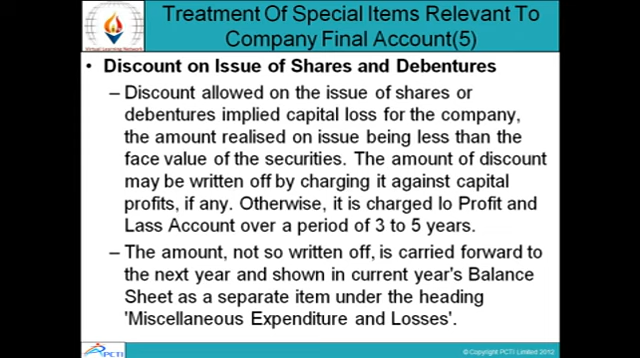 Treatment Of Special Items Relevant To
Company Final Account(5)
Virtual Learning Network
• Discount on Issue of Shares and Debentures
– Discount allowed on the issue of shares or
debentures implied capital loss for the company,
the amount realised on issue being less than the
face value of the securities. The amount of discount
may be written off by charging it against capital
profits, if any. Otherwise, it is charged lo Profit and
Lass Account over a period of 3 to 5 years.
– The amount, not so written off, is carried forward to
the next year and shown in current year's Balance
Sheet as a separate item under the heading
'Miscellaneous Expenditure and Losses'.
PCTI
© Copyright PCTI Limited 2012